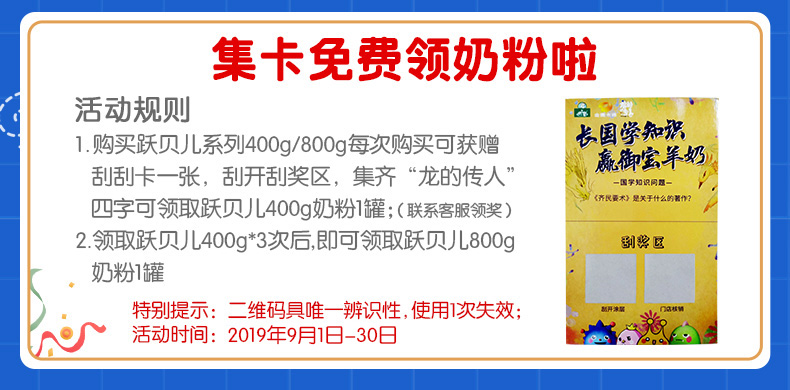 集卡免费领奶粉啦
活动规则
1.购买跃贝儿系列400g/800g每次购买可获赠
刮刮卡一张，刮开刮奖区，集齐“龙的传人”
四字可领取跃贝儿400g奶粉1罐；（联系客服领奖）
2.领取跃贝儿400g*3次后,即可领取跃贝儿800g
奶粉1罐
特别提示：二维码具唯一辨识性，使用1次失效；
活动时间：2019年9月1日-30日
长国学知识
赢御宝羊奶
—国学知识问题—
《齐民要术》是关于什么的著作?
刮奖区
刮开涂层
门店核销